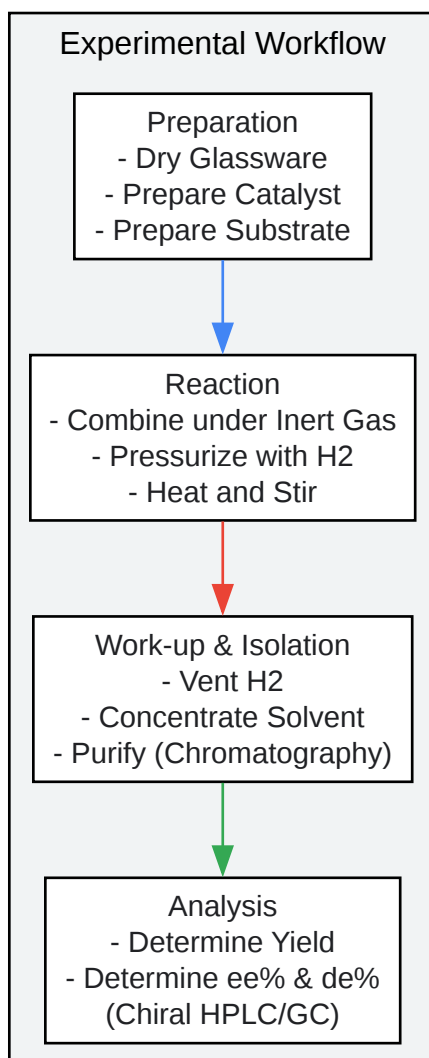 Experimental Workflow
Preparation
- Dry Glassware
- Prepare Catalyst
- Prepare Substrate
Reaction
- Combine under Inert Gas
- Pressurize with H2
- Heat and Stir
Work-up & Isolation
- Vent H2
- Concentrate Solvent
- Purify (Chromatography)
Analysis
- Determine Yield
- Determine ee% & de%
(Chiral HPLC/GC)